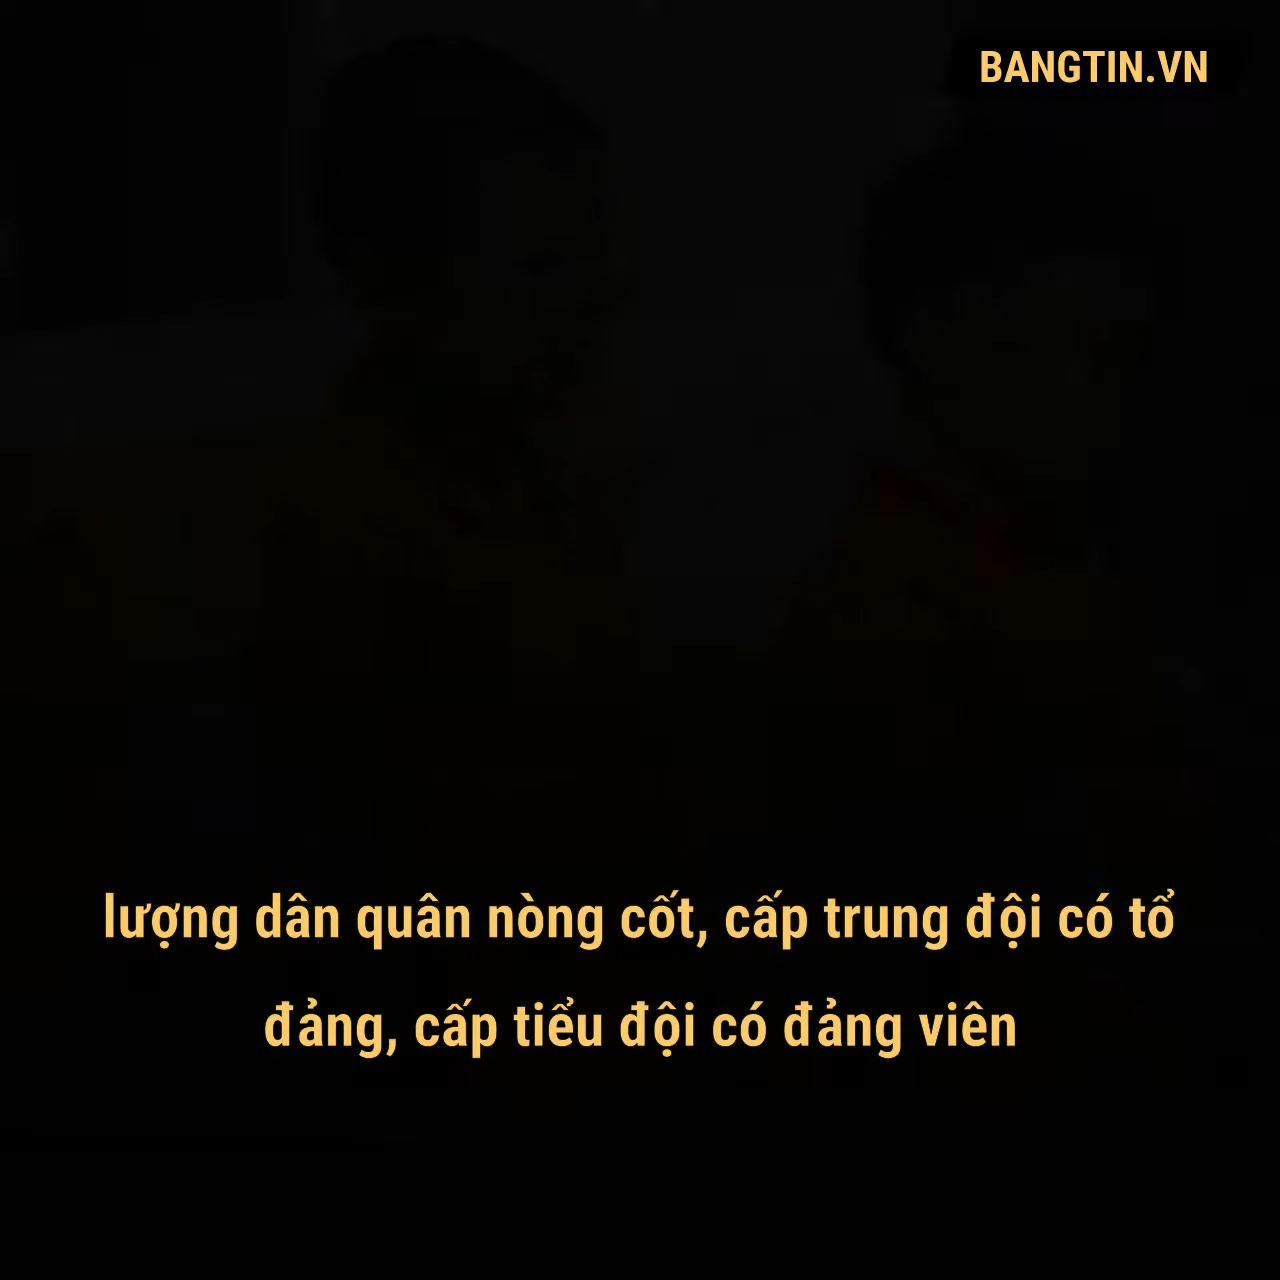 BANGTIN.VN
lượng dân quân nòng cốt, cấp trung đội có tổ
đảng, cấp tiểu đội có đảng viên